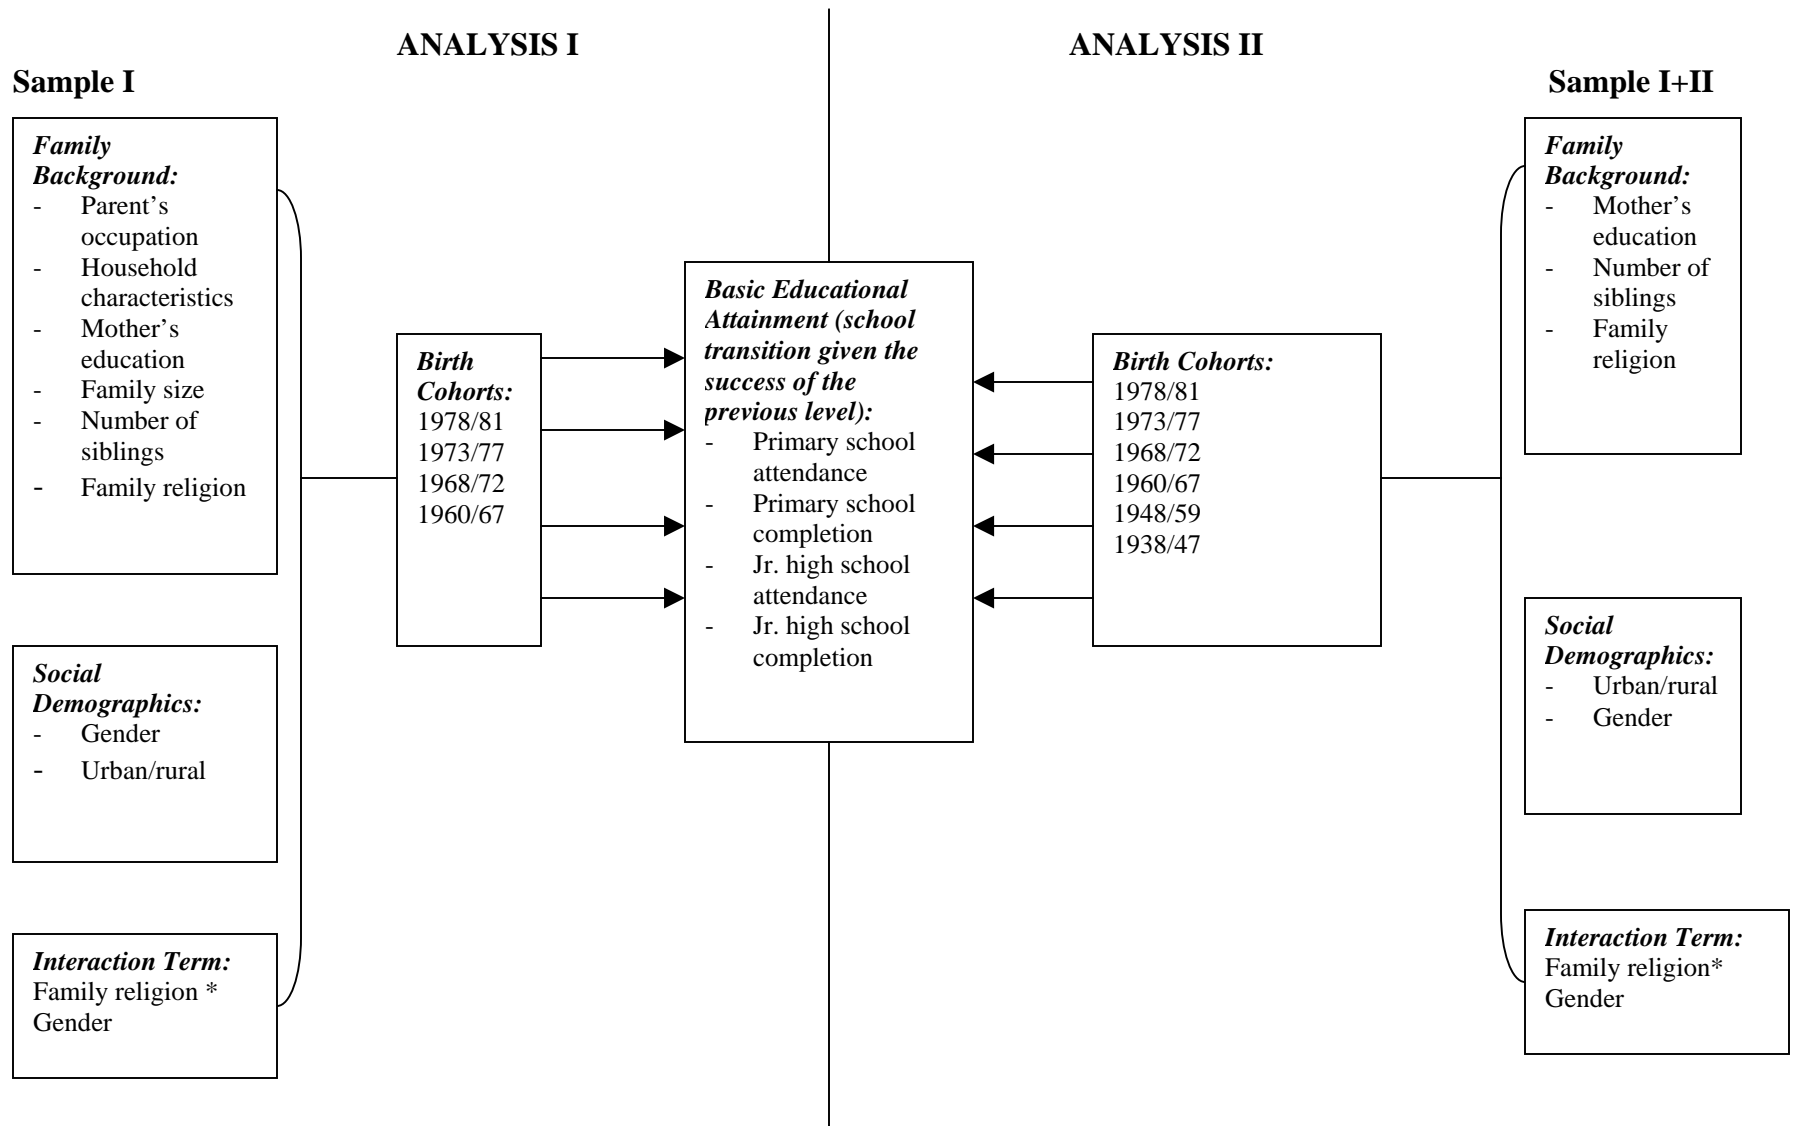 ANALYSIS I
ANALYSIS II
Sample I
Sample I+II
Family
Background:
- Parent's
occupation
- Household
characteristics
- Mother's
education
- Family size
- Number of
siblings
- Family religion
Social
Demographics:
- Gender
- Urban/rural
Interaction Term:
Family religion *
Gender
Birth
Cohorts:
1978/81
1973/77
1968/72
1960/67
Basic Educational
Attainment (school
transition given the
success of the
previous level):
- Primary school
attendance
- Primary school
completion
- Jr. high school
attendance
- Jr. high school
completion
Birth Cohorts:
1978/81
1973/77
1968/72
1960/67
1948/59
1938/47
Family
Background:
- Mother's
education
- Number of
siblings
- Family
religion
Social
Demographics:
- Urban/rural
- Gender
Interaction Term:
Family religion*
Gender